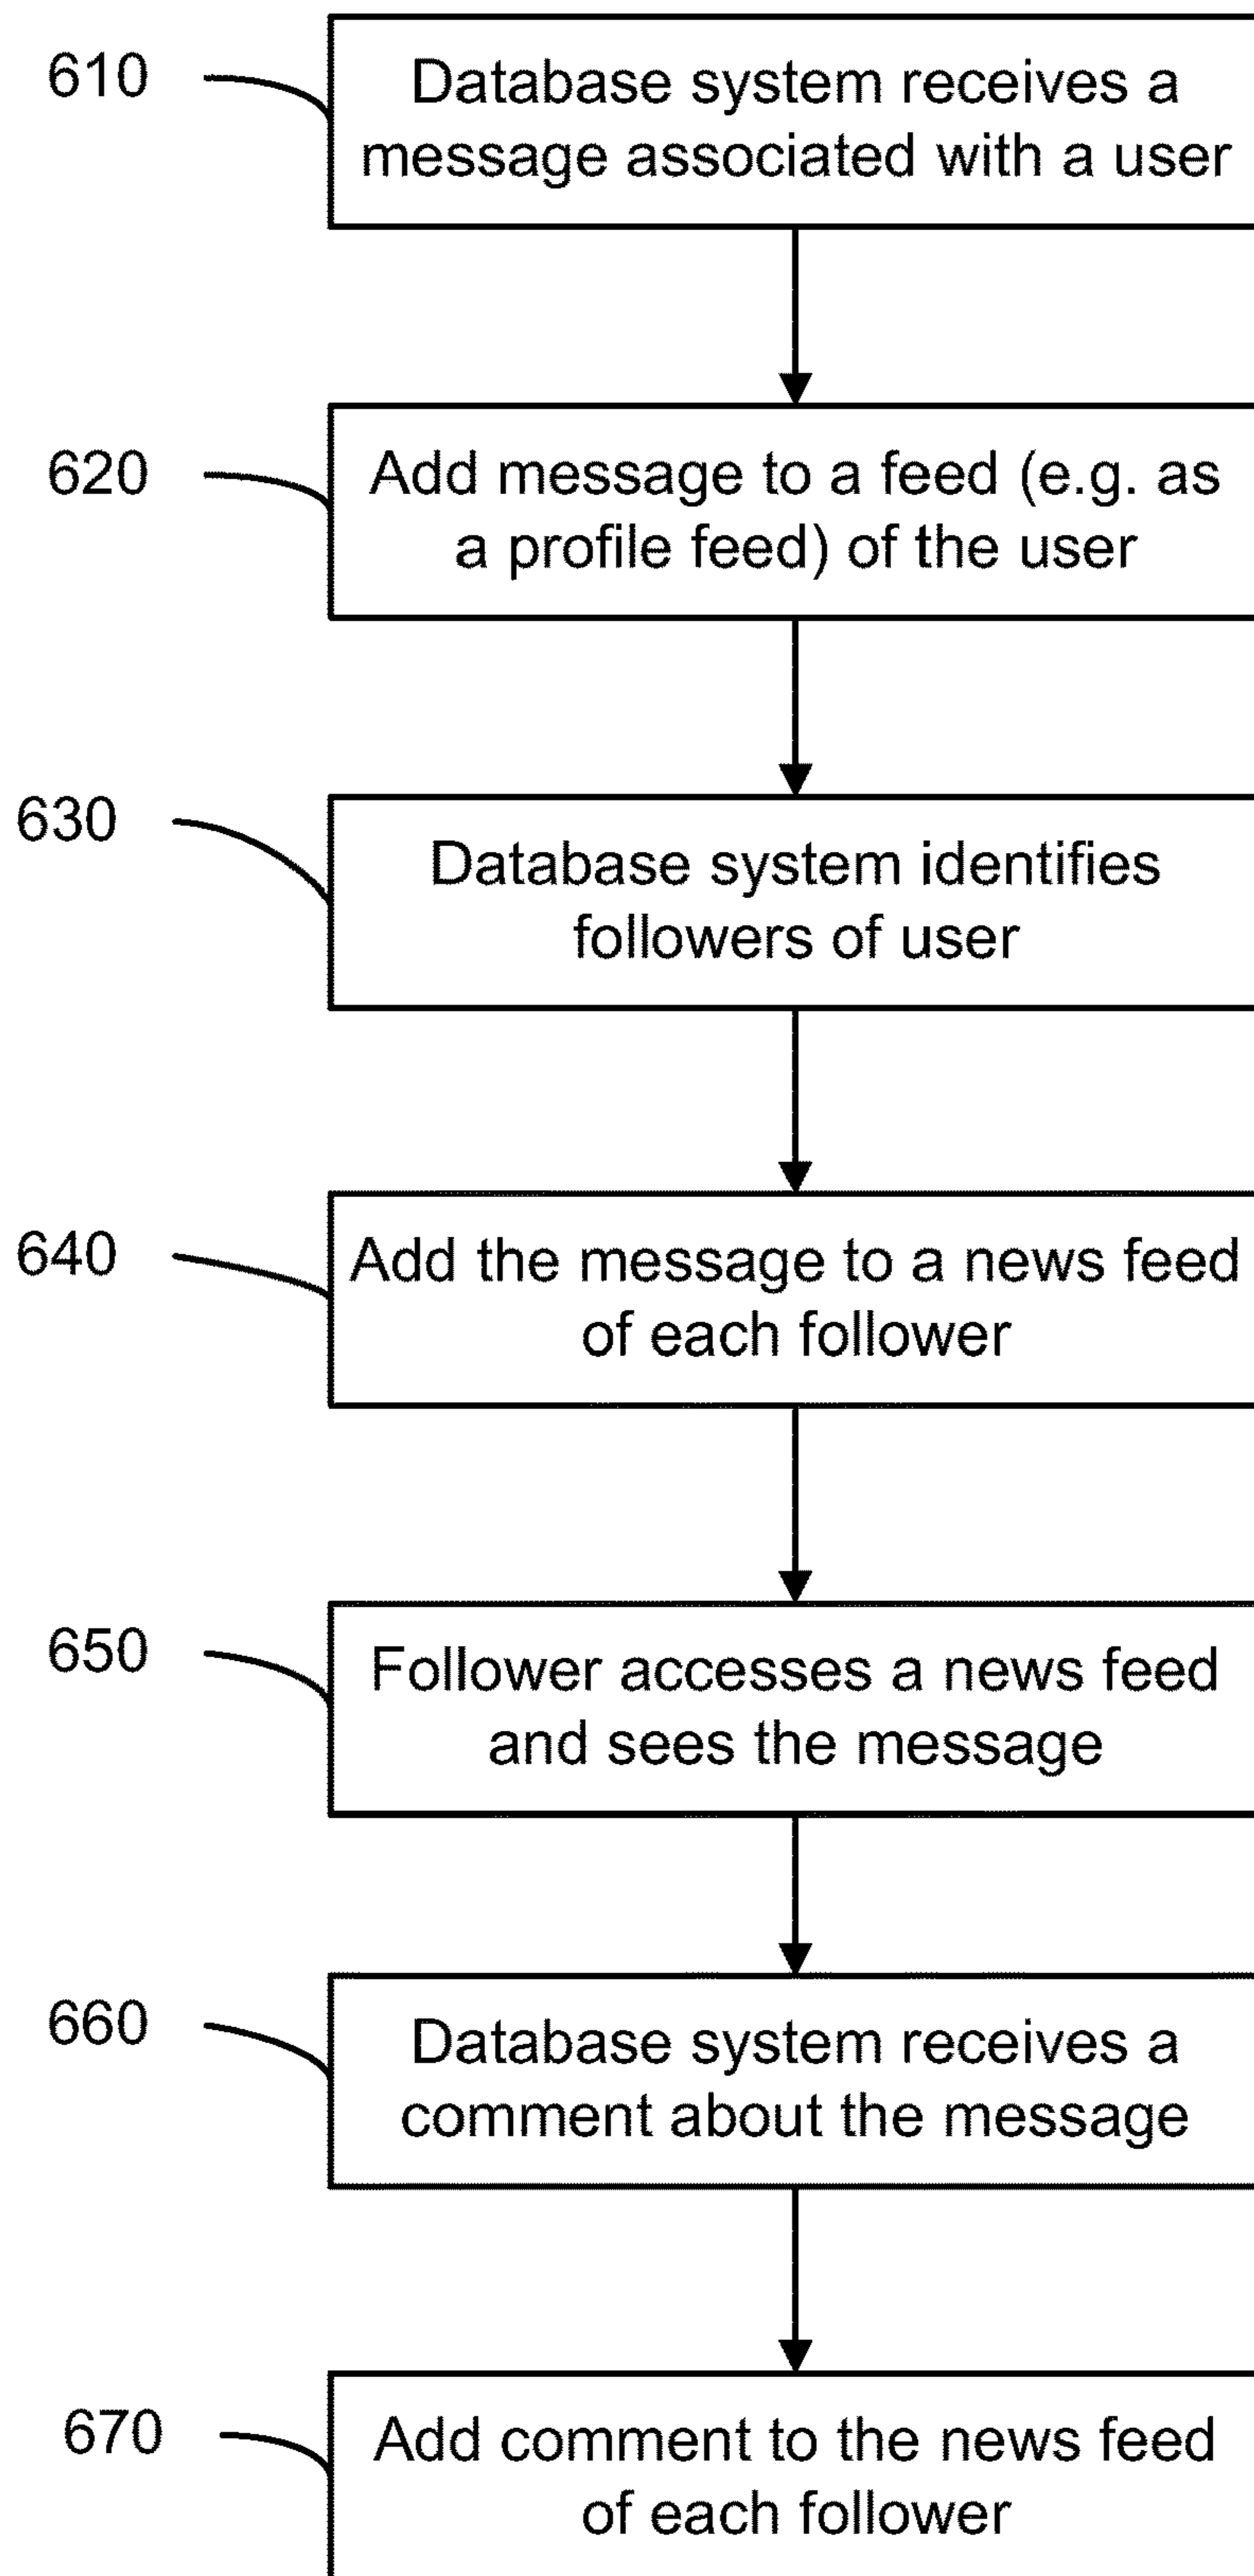 610
Database system receives a
message associated with a user
620
Add message to a feed (e.g. as
a profile feed) of the user
630
Database system identifies
followers of user
640
Add the message to a news feed
of each follower
650
Follower accesses a news feed
and sees the message
660
Database system receives a
comment about the message
670
Add comment to the news feed
of each follower